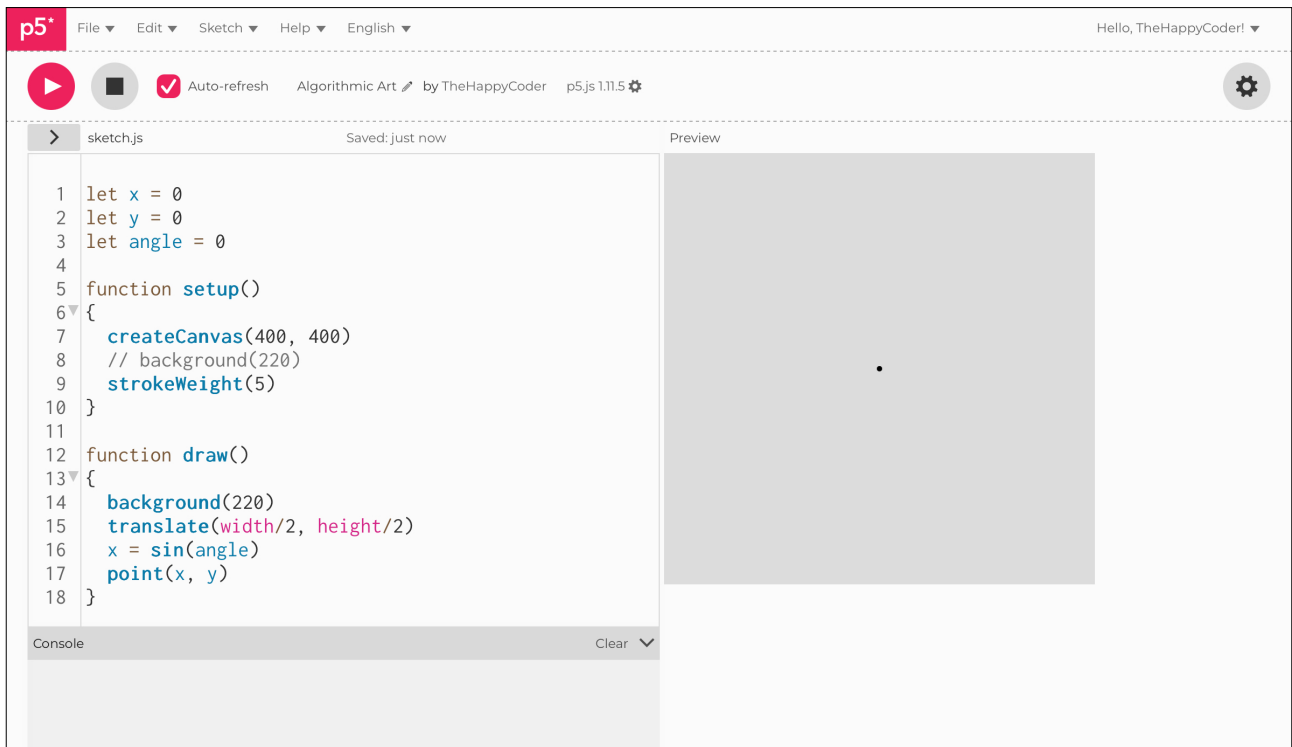 p5* File Edit Sketch Help English Hello, TheHappyCoder!
Auto-refresh Algorithmic Art by TheHappyCoder p5.js 1.11.5
sketch.js Saved: just now Preview
1 let x = 0
2 let y = 0
3 let angle = 0
4
5 function setup()
6 {
7 createCanvas(400, 400)
8 // background(220)
9 strokeWeight(5)
10 }
11
12 function draw()
13 {
14 background(220)
15 translate(width/2, height/2)
16 x = sin(angle)
17 point(x, y)
18 }
Console Clear